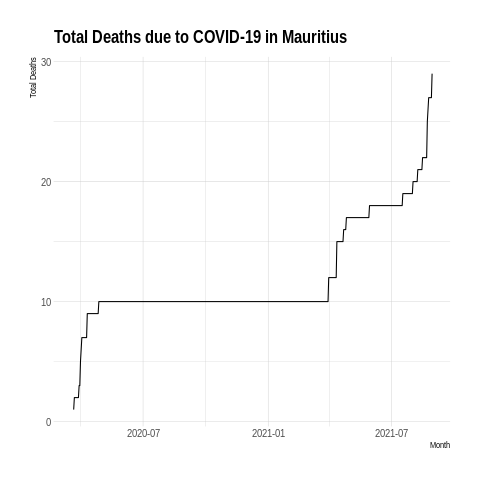 Total Deaths due to COVID-19 in Mauritius
Total Deaths
30
20
10
0
2020-07 2021-01 2021-07
Month